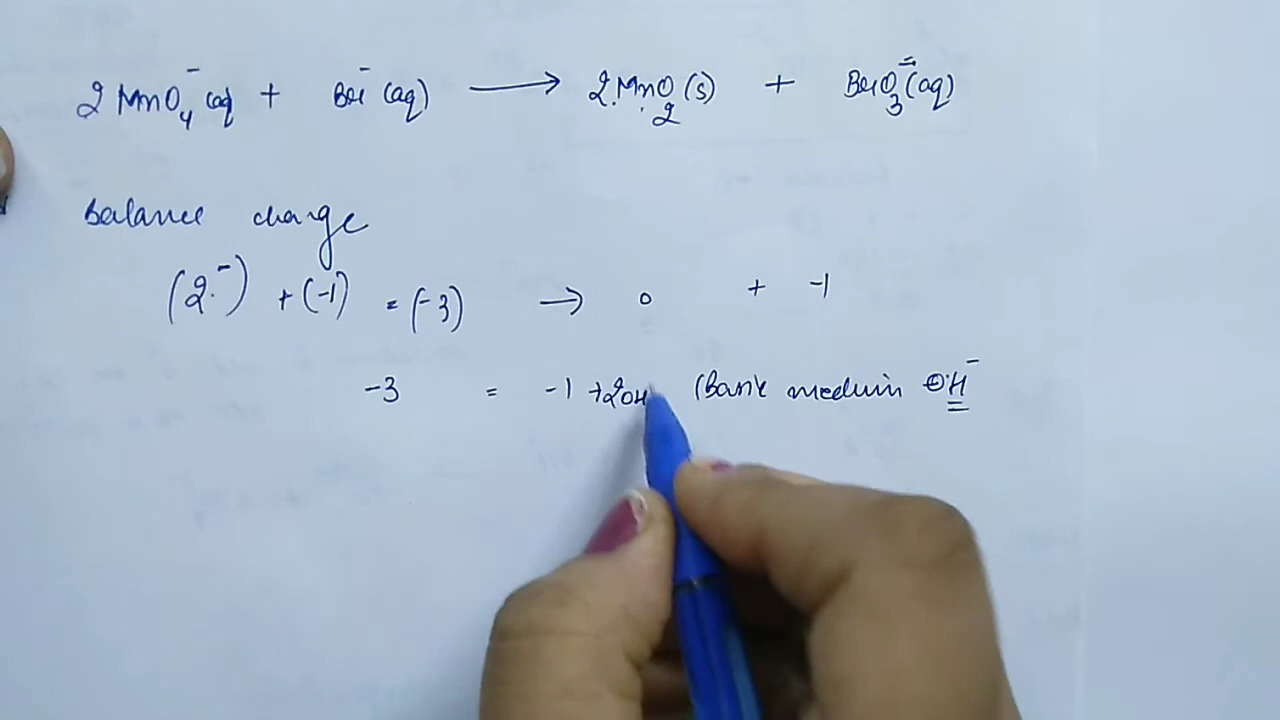 2 MnO₄⁻ (aq) + Br⁻ (aq) ⟶ 2 MnO₂ (s) + BrO₃⁻ (aq)
Balance charge
(2-) + (-1) = (-3) → 0 + -1
-3 = -1 + 2OH (Basic medium OH⁻